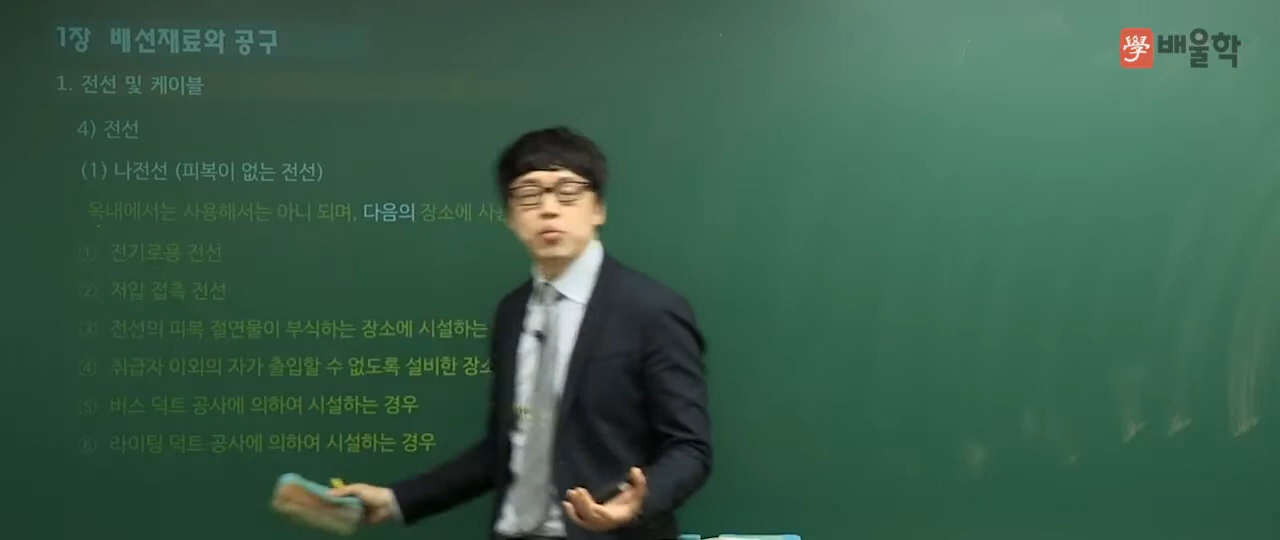 1장 배선재료와 공구
學 배울학
1. 전선 및 케이블
4) 전선
(1) 나전선 (피복이 없는 전선)
옥내에서는 사용해서는 아니 되며, 다음의 장소에
① 전기로용 전선
② 저압 접촉 전선
③ 전선의 피복 절연물이 부식하는 장소에 시설하는
④ 취급자 이외의 자가 출입할 수 없도록 설비한 장소
⑤ 버스 덕트 공사에 의하여 시설하는 경우
⑥ 라이팅 덕트 공사에 의하여 시설하는 경우